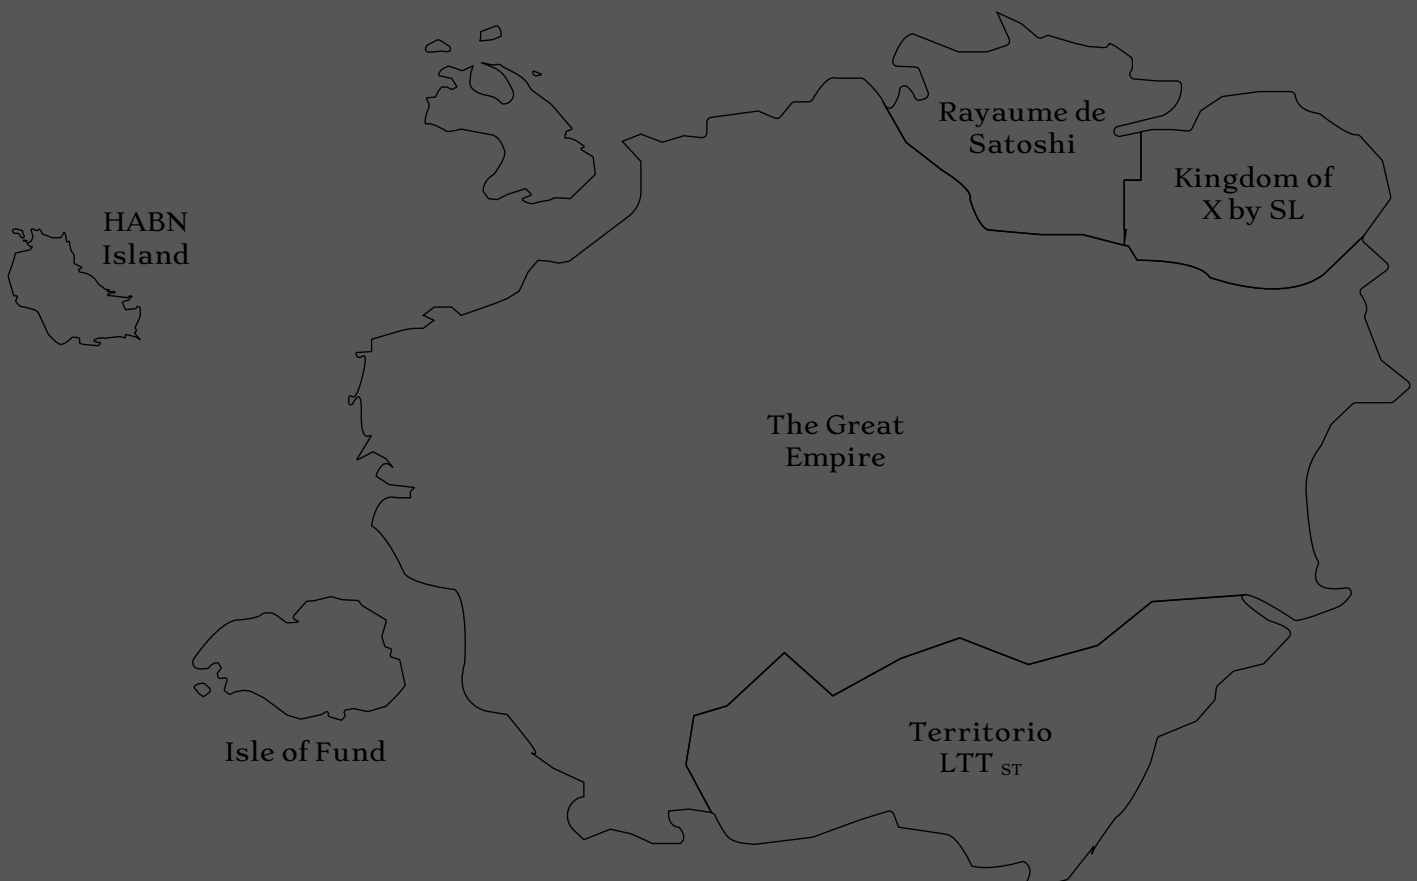 Rayaume de
Satoshi
Kingdom of
X by SL
HABN
Island
The Great
Empire
Territorio
LTT ST
Isle of Fund